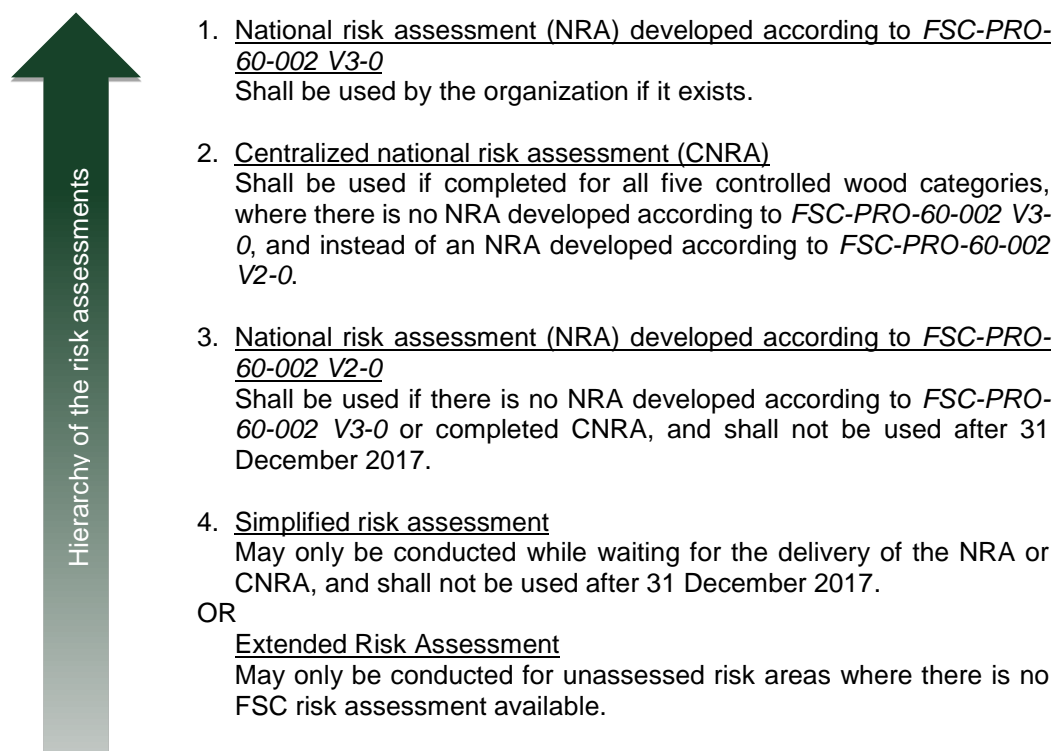 Hierarchy of the risk assessments
1. National risk assessment (NRA) developed according to FSC-PRO-
60-002 V3-0
Shall be used by the organization if it exists.
2. Centralized national risk assessment (CNRA)
Shall be used if completed for all five controlled wood categories,
where there is no NRA developed according to FSC-PRO-60-002 V3-
0, and instead of an NRA developed according to FSC-PRO-60-002
V2-0.
3. National risk assessment (NRA) developed according to FSC-PRO-
60-002 V2-0
Shall be used if there is no NRA developed according to FSC-PRO-
60-002 V3-0 or completed CNRA, and shall not be used after 31
December 2017.
4. Simplified risk assessment
May only be conducted while waiting for the delivery of the NRA or
CNRA, and shall not be used after 31 December 2017.
OR
Extended Risk Assessment
May only be conducted for unassessed risk areas where there is no
FSC risk assessment available.